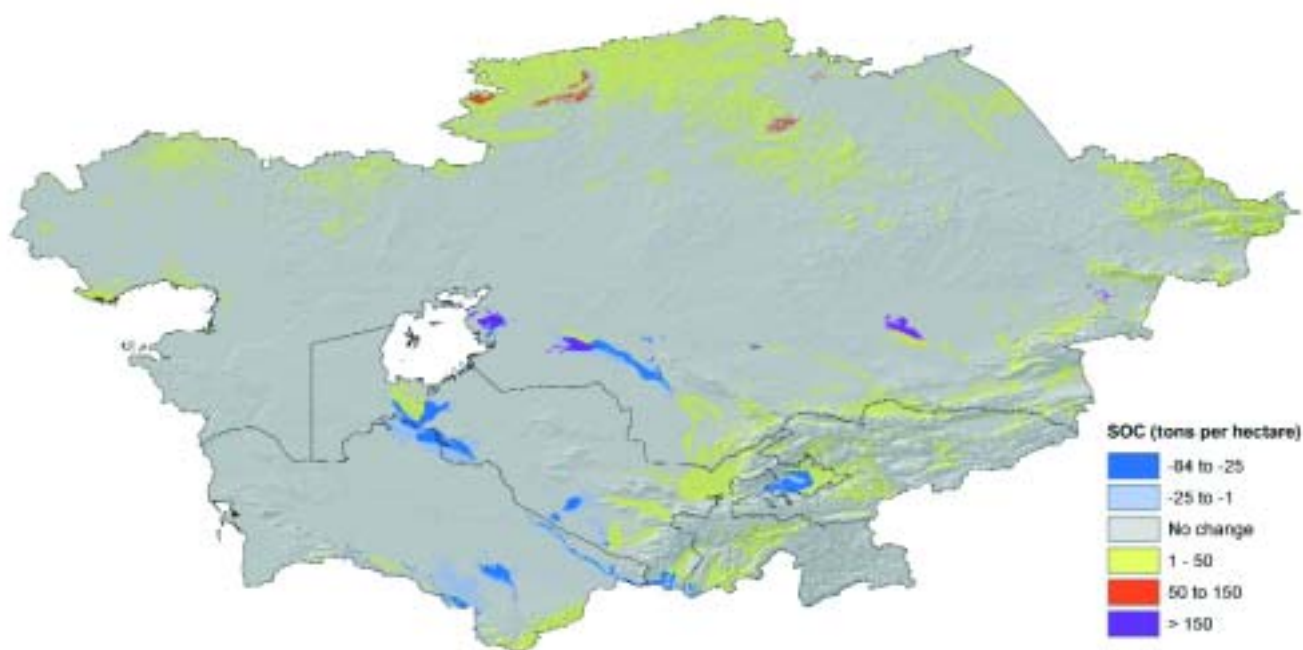 SOC (tons per hectare)
-84 to -25
-25 to -1
No change
1 - 50
50 to 150
> 150